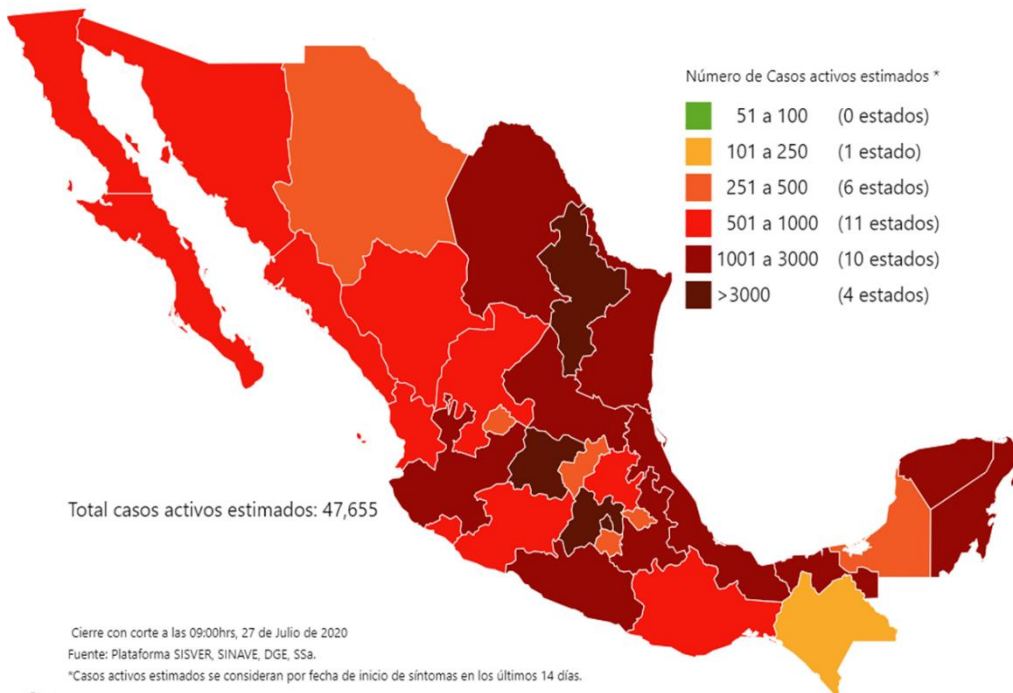 Número de Casos activos estimados *
51 a 100 (0 estados)
101 a 250 (1 estado)
251 a 500 (6 estados)
501 a 1000 (11 estados)
1001 a 3000 (10 estados)
>3000 (4 estados)
Total casos activos estimados: 47,655
Cierre con corte a las 09:00hrs, 27 de Julio de 2020
Fuente: Plataforma SISVER, SINAVE, DGE, SSa.
*Casos activos estimados se consideran por fecha de inicio de síntomas en los últimos 14 días.